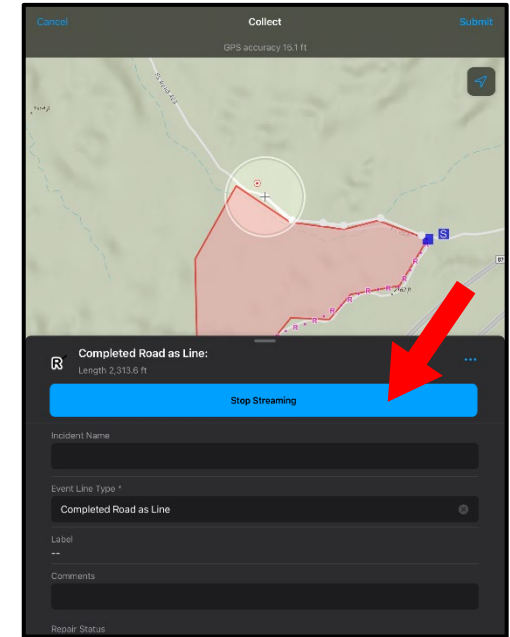 Cancel Collect Submit
GPS accuracy 15.1 ft
S
R
R
R
R
R
R
R
Completed Road as Line:
Length 2,313.6 ft
Stop Streaming
Incident Name
Event Line Type *
Completed Road as Line
Label
--
Comments
Repair Status